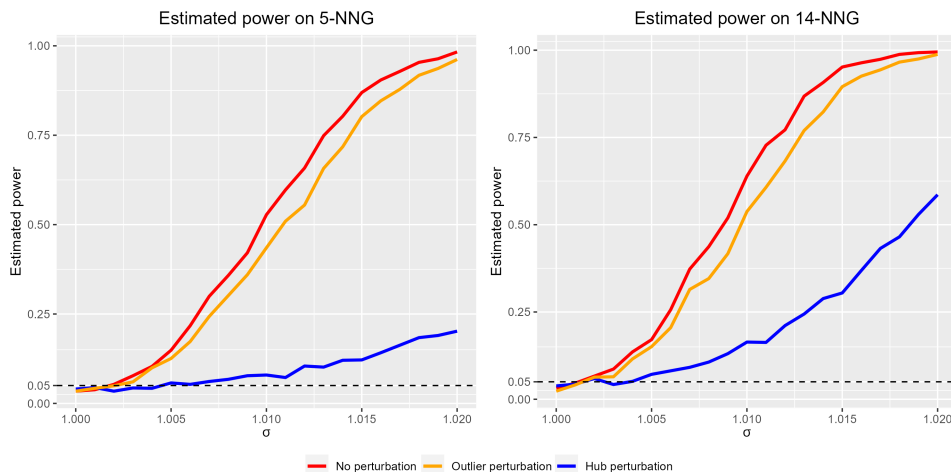 Estimated power on 5-NNG
Estimated power
1.00
0.75
0.50
0.25
0.05
0.00
1.000 1.005 1.010 1.015 1.020
σ
Estimated power on 14-NNG
Estimated power
1.00
0.75
0.50
0.25
0.05
0.00
1.000 1.005 1.010 1.015 1.020
σ
No perturbation Outlier perturbation Hub perturbation